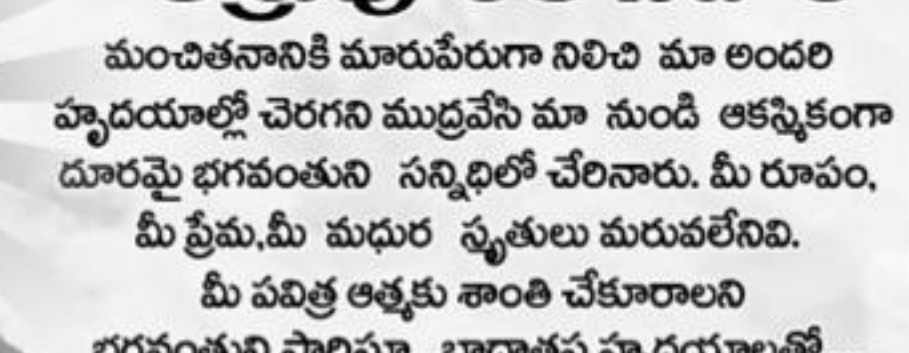 మంచితనానికి మారుపేరుగా నిలిచి మా అందరి
హృదయాల్లో చెరగని ముద్రవేసి మా నుండి ఆకస్మికంగా
దూరమై భగవంతుని సన్నిధిలో చేరినారు. మీ రూపం,
మీ ప్రేమ,మీ మధుర స్మృతులు మరువలేనివి.
మీ పవిత్ర ఆత్మకు శాంతి చేకూరాలని